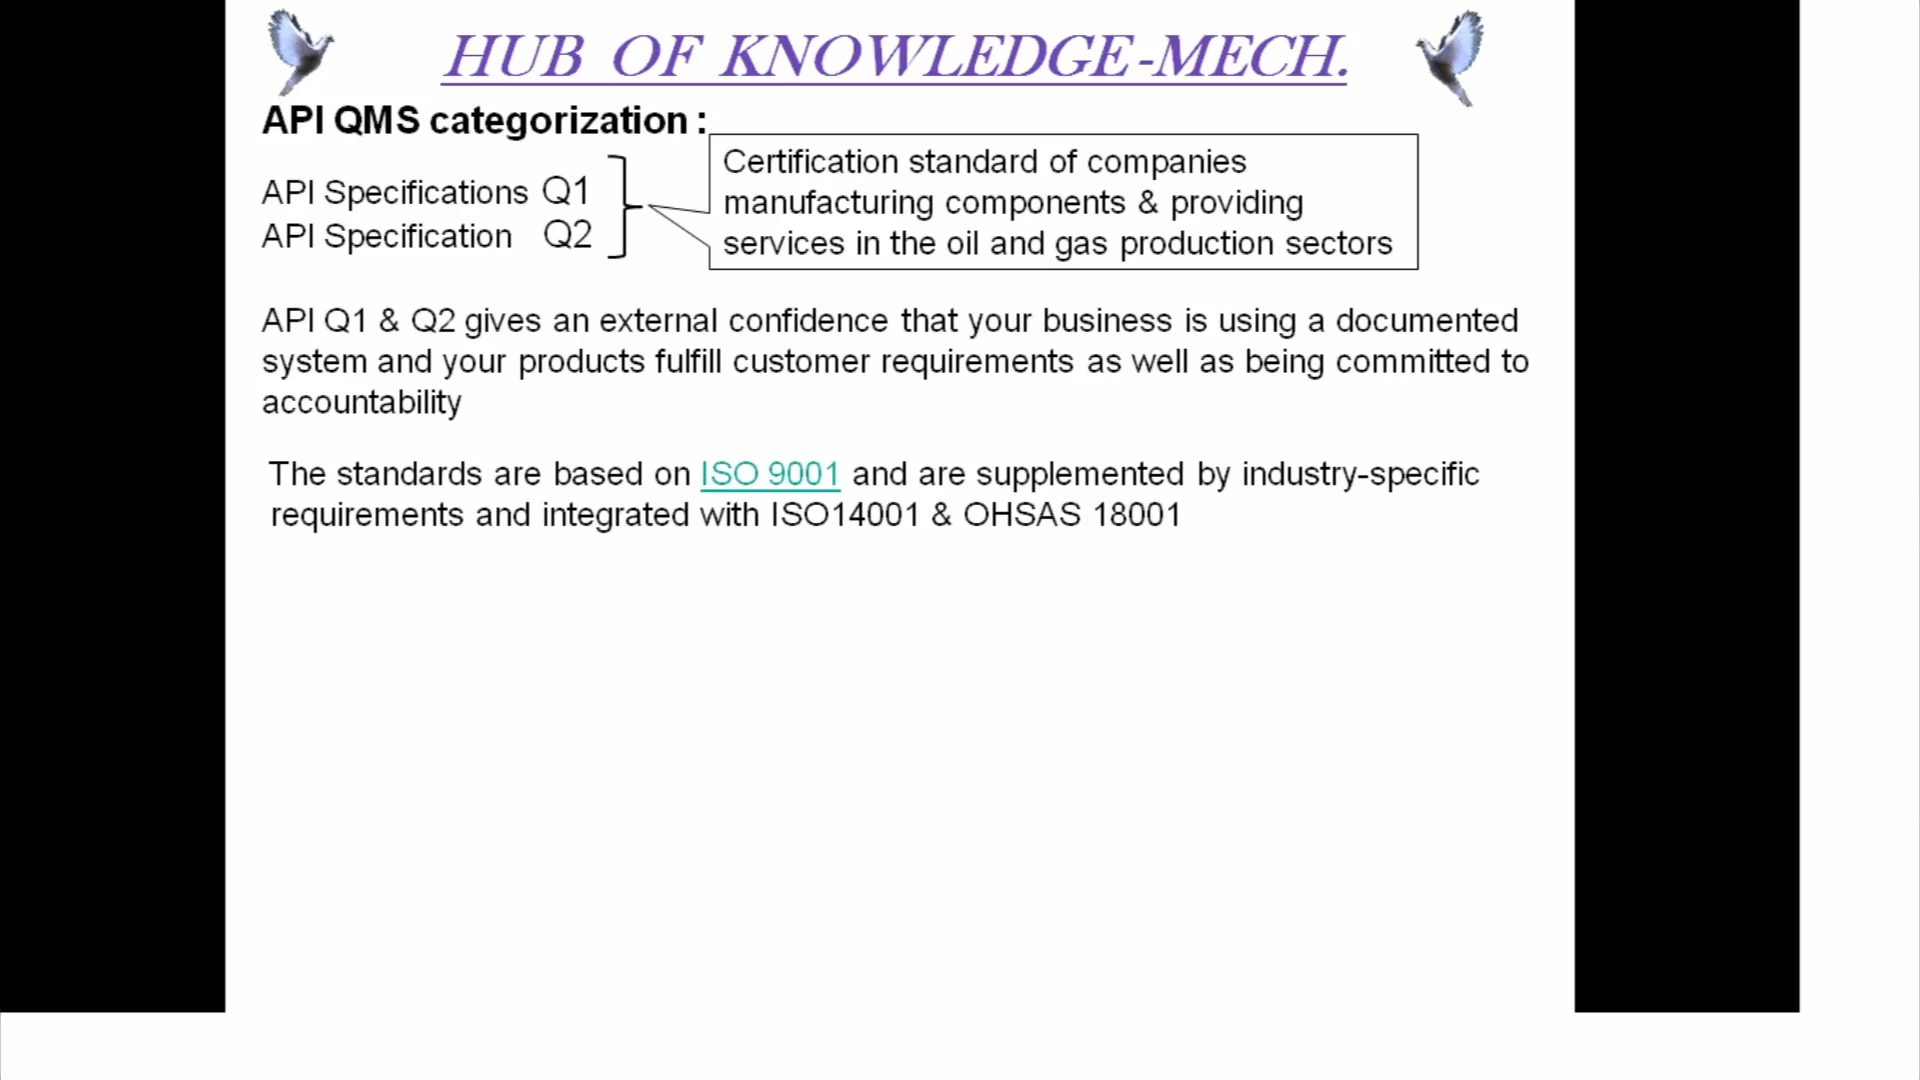 HUB OF KNOWLEDGE-MECH.
API QMS categorization :
API Specifications Q1
API Specification Q2
Certification standard of companies
manufacturing components & providing
services in the oil and gas production sectors
API Q1 & Q2 gives an external confidence that your business is using a documented
system and your products fulfill customer requirements as well as being committed to
accountability
The standards are based on ISO 9001 and are supplemented by industry-specific
requirements and integrated with ISO14001 & OHSAS 18001